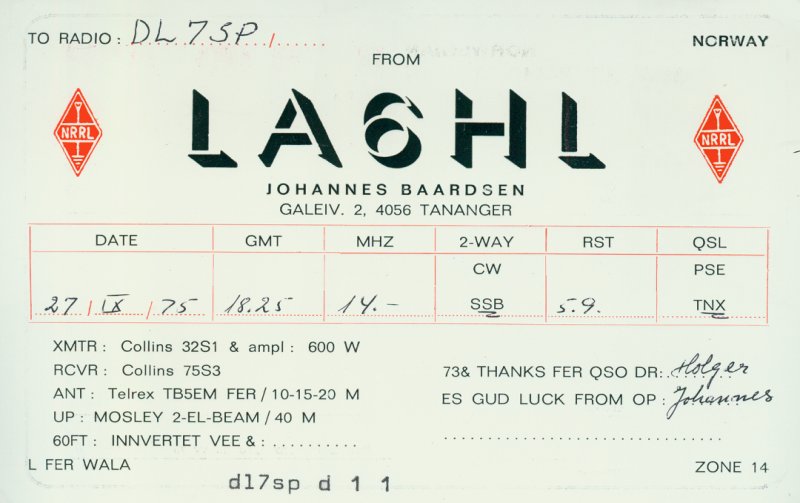 TO RADIO: DL7SP/......
NORWAY
FROM
NRRL LA6HL NRRL
JOHANNES BAARDSEN
GALEIV. 2, 4056 TANANGER
DATE GMT MHZ 2-WAY RST QSL
CW PSE
27/IX/75 18.25 14.- SSB 5.9. TNX
XMTR: Collins 32S1 & ampl: 600 W
RCVR: Collins 75S3
ANT: Telrex TB5EM FER/10-15-20 M
UP: MOSLEY 2-EL-BEAM/40 M
60FT: INNVERTET VEE &: ..........
73& THANKS FER QSO DR: Holger
ES GUD LUCK FROM OP: Johannes
L FER WALA
ZONE 14
dl7sp d 1 1